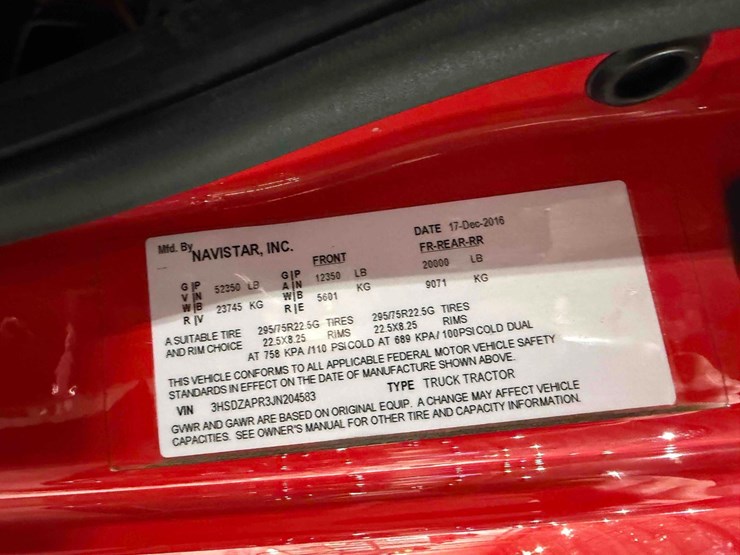 Mfd. By NAVISTAR, INC. DATE 17-Dec-2016
FRONT FR-REAR-RR
G|P 52350 LB G|P 12350 LB 20000 LB
V|N A|N
W|B 23745 KG W|B 5601 KG 9071 KG
R|V R|E
A SUITABLE TIRE 295/75R22.5G TIRES 295/75R22.5G TIRES
AND RIM CHOICE 22.5X8.25 RIMS 22.5X8.25 RIMS
AT 758 KPA /110 PSI COLD AT 689 KPA / 100PSI COLD DUAL
THIS VEHICLE CONFORMS TO ALL APPLICABLE FEDERAL MOTOR VEHICLE SAFETY
STANDARDS IN EFFECT ON THE DATE OF MANUFACTURE SHOWN ABOVE.
VIN 3HSDZAPR3JN204583 TYPE TRUCK TRACTOR
GVWR AND GAWR ARE BASED ON ORIGINAL EQUIP. A CHANGE MAY AFFECT VEHICLE
CAPACITIES. SEE OWNER'S MANUAL FOR OTHER TIRE AND CAPACITY INFORMATION.